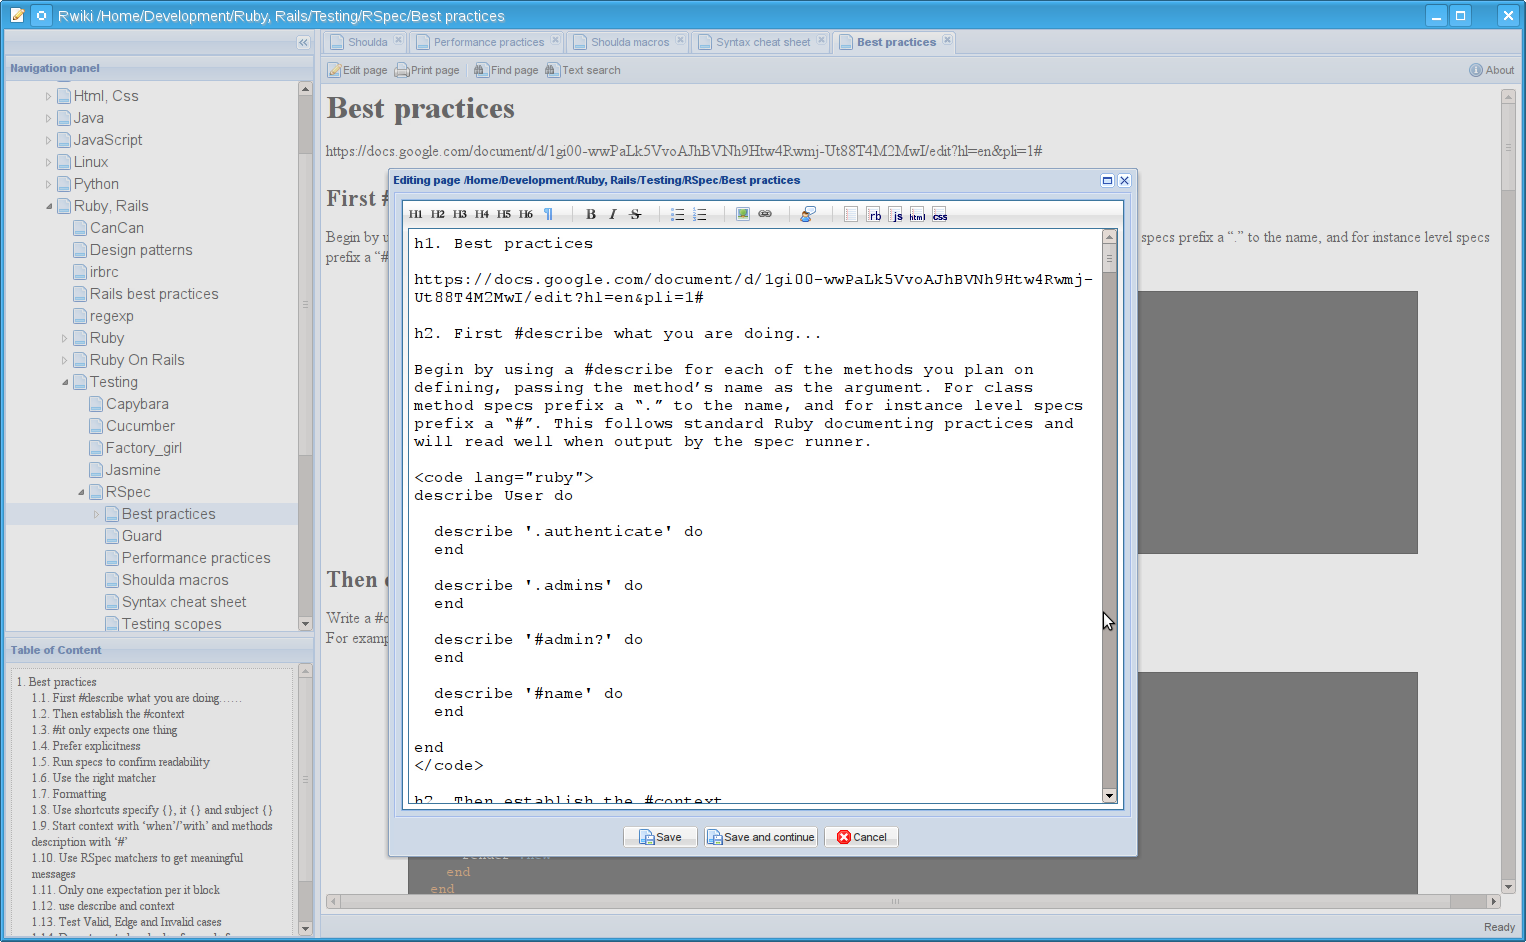 Rwiki /Home/Development/Ruby, Rails/Testing/RSpec/Best practices
Navigation panel
Html, Css
Java
JavaScript
Linux
Python
Ruby, Rails
CanCan
Design patterns
irbrc
Rails best practices
regexp
Ruby
Ruby On Rails
Testing
Capybara
Cucumber
Factory_girl
Jasmine
RSpec
Best practices
Guard
Performance practices
Shoulda macros
Syntax cheat sheet
Testing scopes
Table of Content
1. Best practices
1.1. First #describe what you are doing……
1.2. Then establish the #context
1.3. #it only expects one thing
1.4. Prefer explicitness
1.5. Run specs to confirm readability
1.6. Use the right matcher
1.7. Formatting
1.8. Use shortcuts specify {}, it {} and subject {}
1.9. Start context with ‘when’/’with’ and methods
description with ‘#’
1.10. Use RSpec matchers to get meaningful
messages
1.11. Only one expectation per it block
1.12. use describe and context
1.13. Test Valid, Edge and Invalid cases
Shoulda
Performance practices
Shoulda macros
Syntax cheat sheet
Best practices
Edit page Print page Find page Text search
About
Best practices
https://docs.google.com/document/d/1gi00-wwPaLk5VvoAJhBVNh9Htw4Rwmj-Ut88T4M2MwI/edit?hl=en&pli=1#
First #
Begin by u
specs prefix a “.” to the name, and for instance level specs
prefix a “#
Then e
Write a #c
For examp
end
end
Editing page /Home/Development/Ruby, Rails/Testing/RSpec/Best practices
H1 H2 H3 H4 H5 H6 ¶ B I S rb js html css
h1. Best practices
https://docs.google.com/document/d/1gi00-wwPaLk5VvoAJhBVNh9Htw4Rwmj-
Ut88T4M2MwI/edit?hl=en&pli=1#
h2. First #describe what you are doing...
Begin by using a #describe for each of the methods you plan on
defining, passing the method’s name as the argument. For class
method specs prefix a “.” to the name, and for instance level specs
prefix a “#”. This follows standard Ruby documenting practices and
will read well when output by the spec runner.
<code lang="ruby">
describe User do
describe '.authenticate' do
end
describe '.admins' do
end
describe '#admin?' do
end
describe '#name' do
end
end
</code>
h2. Then establish the #context
Save
Save and continue
Cancel
Ready